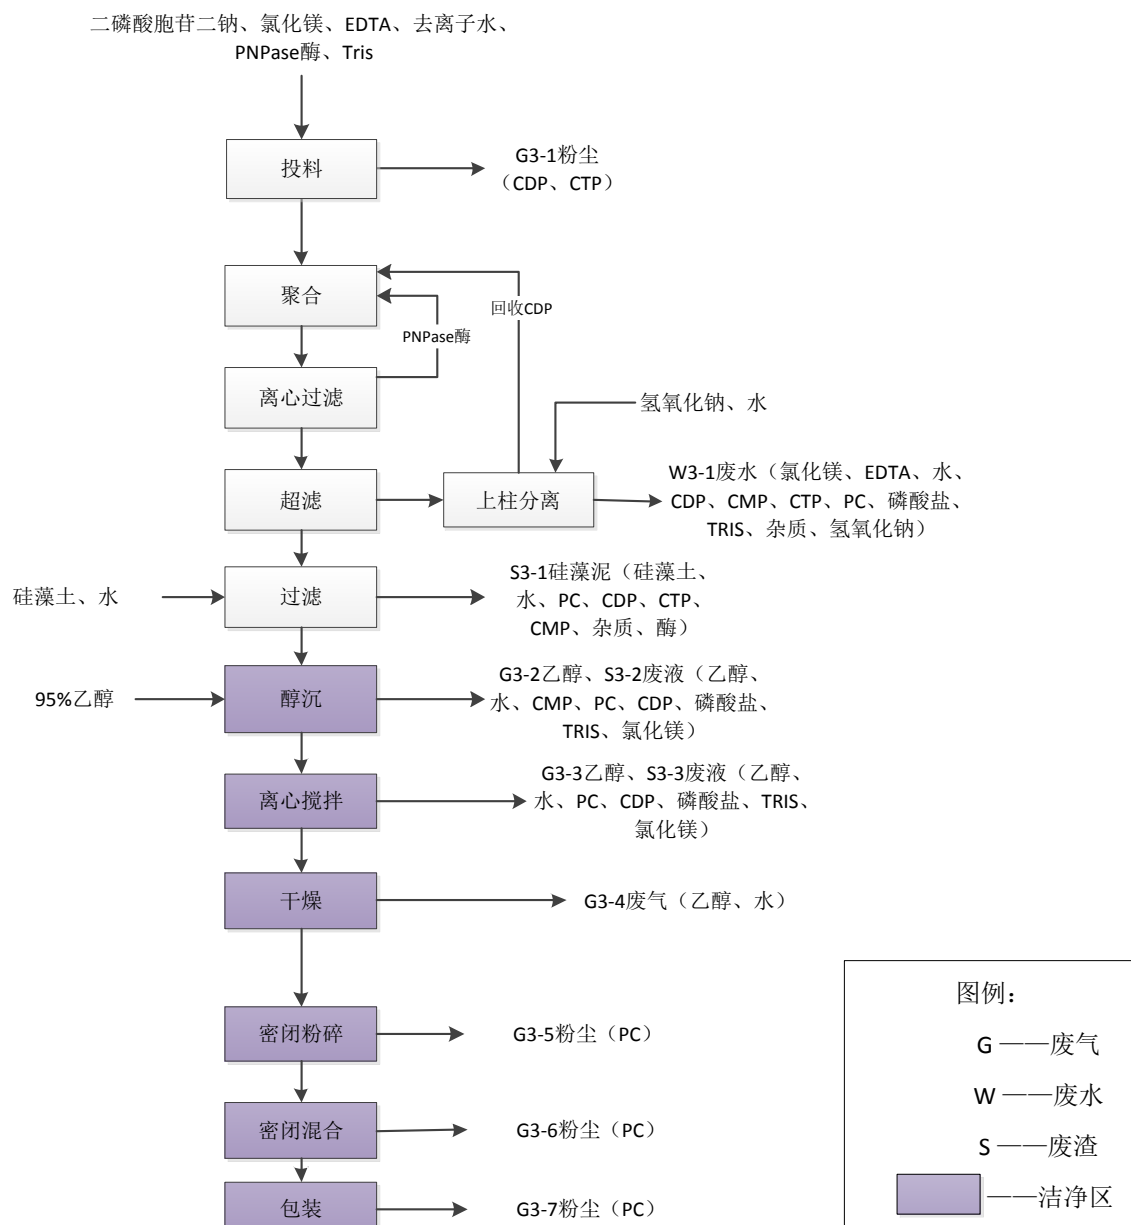 二磷酸胞苷二钠、氯化镁、EDTA、去离子水、
PNPase酶、Tris
投料
G3-1粉尘
（CDP、CTP）
聚合
回收CDP
PNPase酶
离心过滤
氢氧化钠、水
超滤
上柱分离
W3-1废水（氯化镁、EDTA、水、
CDP、CMP、CTP、PC、磷酸盐、
TRIS、杂质、氢氧化钠）
硅藻土、水
过滤
S3-1硅藻泥（硅藻土、
水、PC、CDP、CTP、
CMP、杂质、酶）
95%乙醇
醇沉
G3-2乙醇、S3-2废液（乙醇、
水、CMP、PC、CDP、磷酸盐、
TRIS、氯化镁）
离心搅拌
G3-3乙醇、S3-3废液（乙醇、
水、PC、CDP、磷酸盐、TRIS、
氯化镁）
干燥
G3-4废气（乙醇、水）
密闭粉碎
G3-5粉尘（PC）
密闭混合
G3-6粉尘（PC）
包装
G3-7粉尘（PC）
图例：
G ——废气
W ——废水
S ——废渣
——洁净区